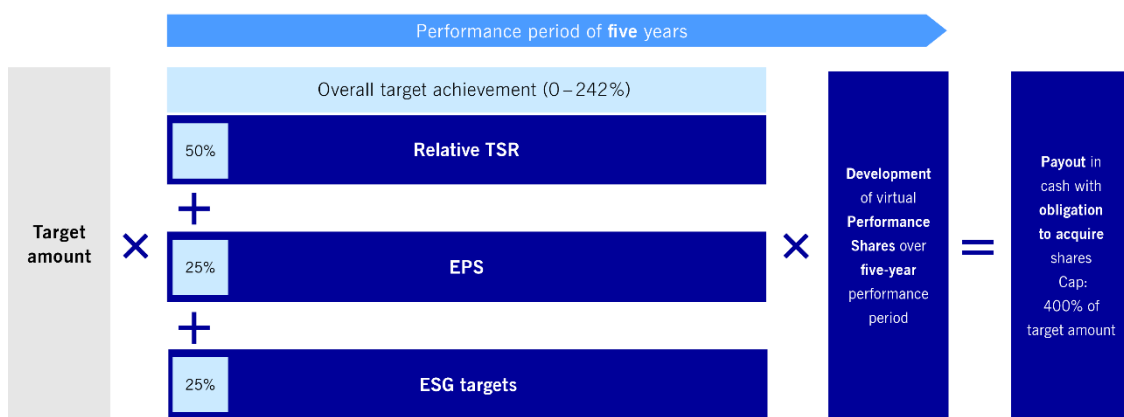 Performance period of five years
Overall target achievement (0–242%)
Target
amount
×
50%
Relative TSR
+
25%
EPS
+
25%
ESG targets
×
Development
of virtual
Performance
Shares over
five-year
performance
period
=
Payout in
cash with
obligation
to acquire
shares
Cap:
400% of
target amount